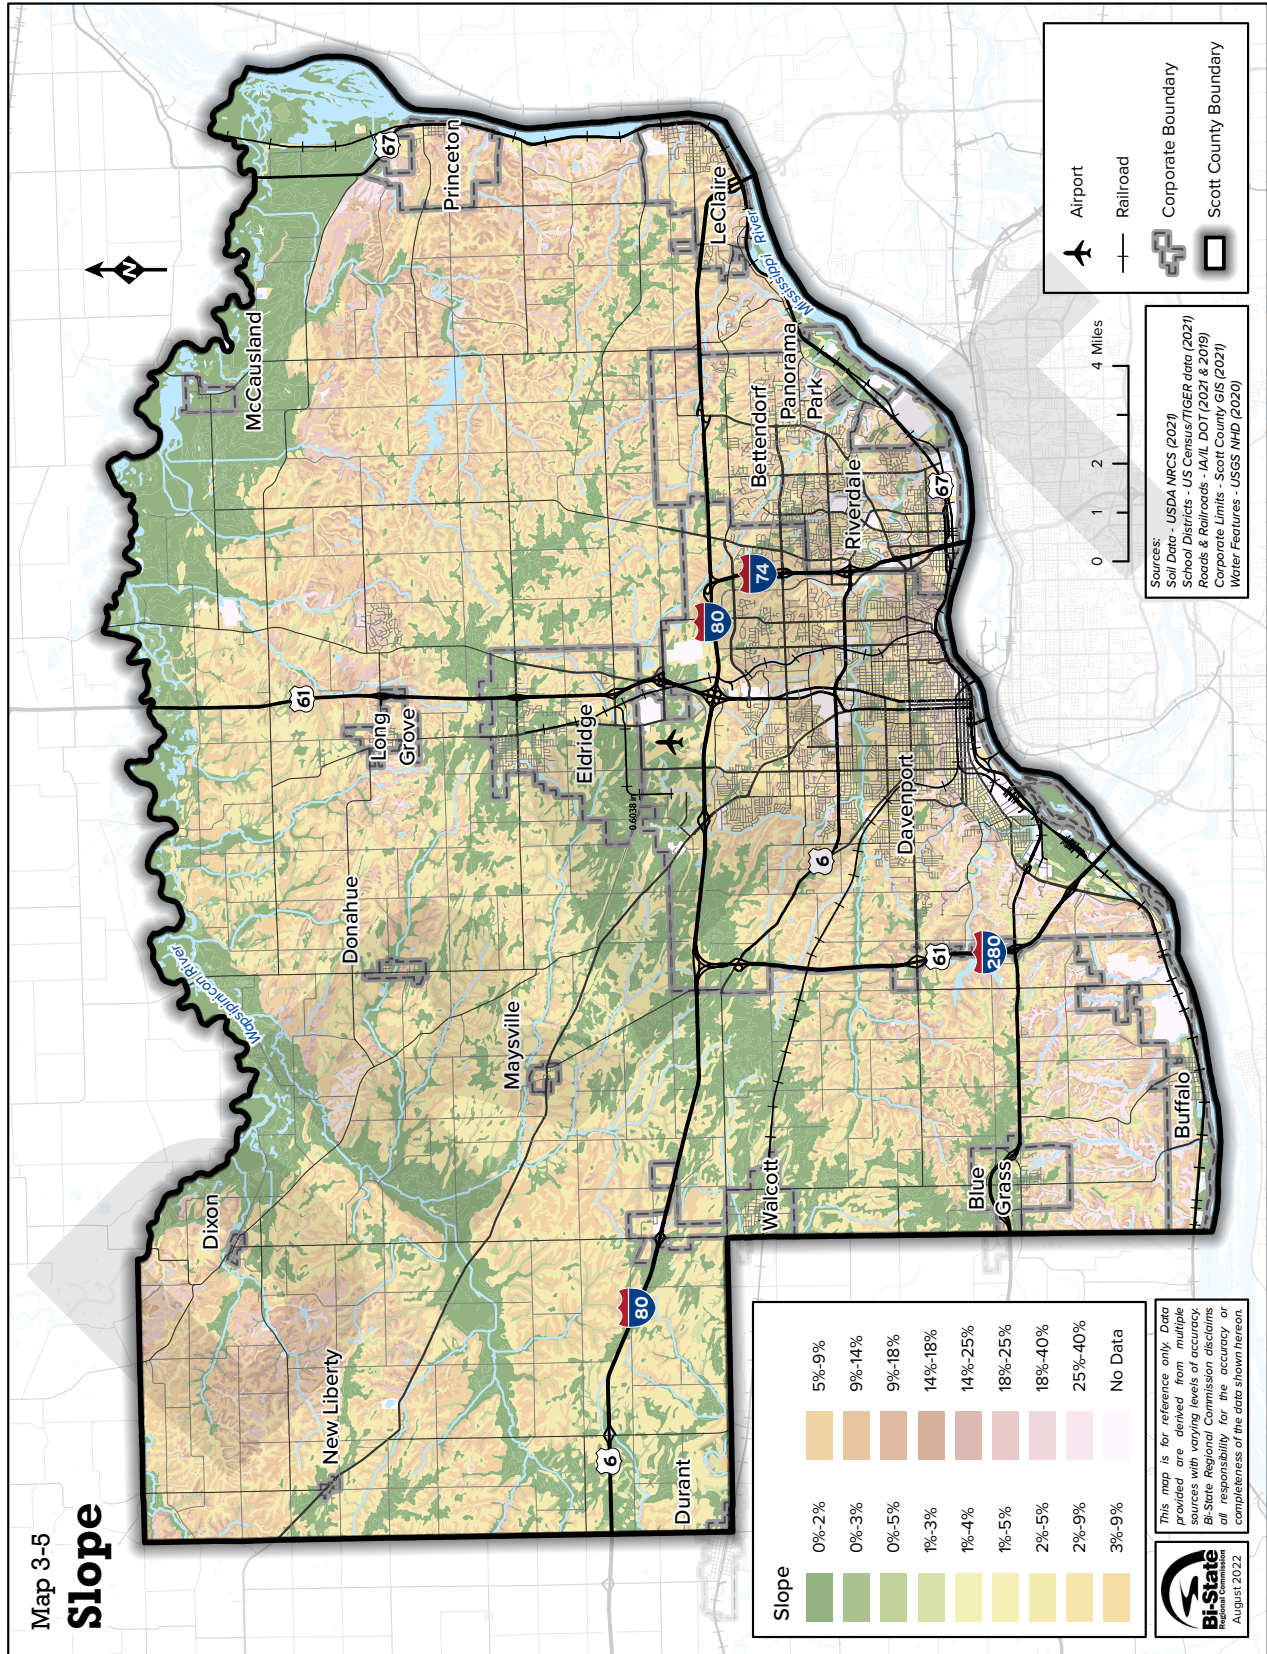 Map 3-5
Slope
N
Wapsipinicon River
McCausland
67
Princeton
61
Long
Grove
Donahue
Dixon
New Liberty
Maysville
Eldridge
0.6038 in
LeClaire
Mississippi River
80
74
Bettendorf
Panorama
Park
Riverdale
67
6
Davenport
61
280
80
6
Durant
Walcott
Blue
Grass
Buffalo
Slope
0%-2%
0%-3%
0%-5%
1%-3%
1%-4%
1%-5%
2%-5%
2%-9%
3%-9%
5%-9%
9%-14%
9%-18%
14%-18%
14%-25%
18%-25%
18%-40%
25%-40%
No Data
Bi-State
Regional Commission
August 2022
This map is for reference only. Data
provided are derived from multiple
sources with varying levels of accuracy.
Bi-State Regional Commission disclaims
all responsibility for the accuracy or
completeness of the data shown hereon.
0 1 2 4 Miles
Sources:
Soil Data - USDA NRCS (2021)
School Districts - US Census/TIGER data (2021)
Roads & Railroads - IA/IL DOT (2021 & 2019)
Corporate Limits - Scott County GIS (2021)
Water Features - USGS NHD (2020)
Airport
Railroad
Corporate Boundary
Scott County Boundary